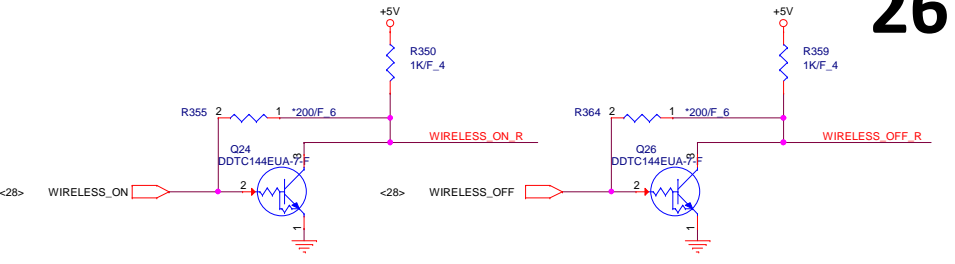 26
+5V
R350
1K/F_4
R355 2 1 *200/F_6
WIRELESS_ON_R
Q24
DDTC144EUA-7-F
3
<28> WIRELESS_ON 2
1
+5V
R359
1K/F_4
R364 2 1 *200/F_6
WIRELESS_OFF_R
Q26
DDTC144EUA-7-F
3
<28> WIRELESS_OFF 2
1